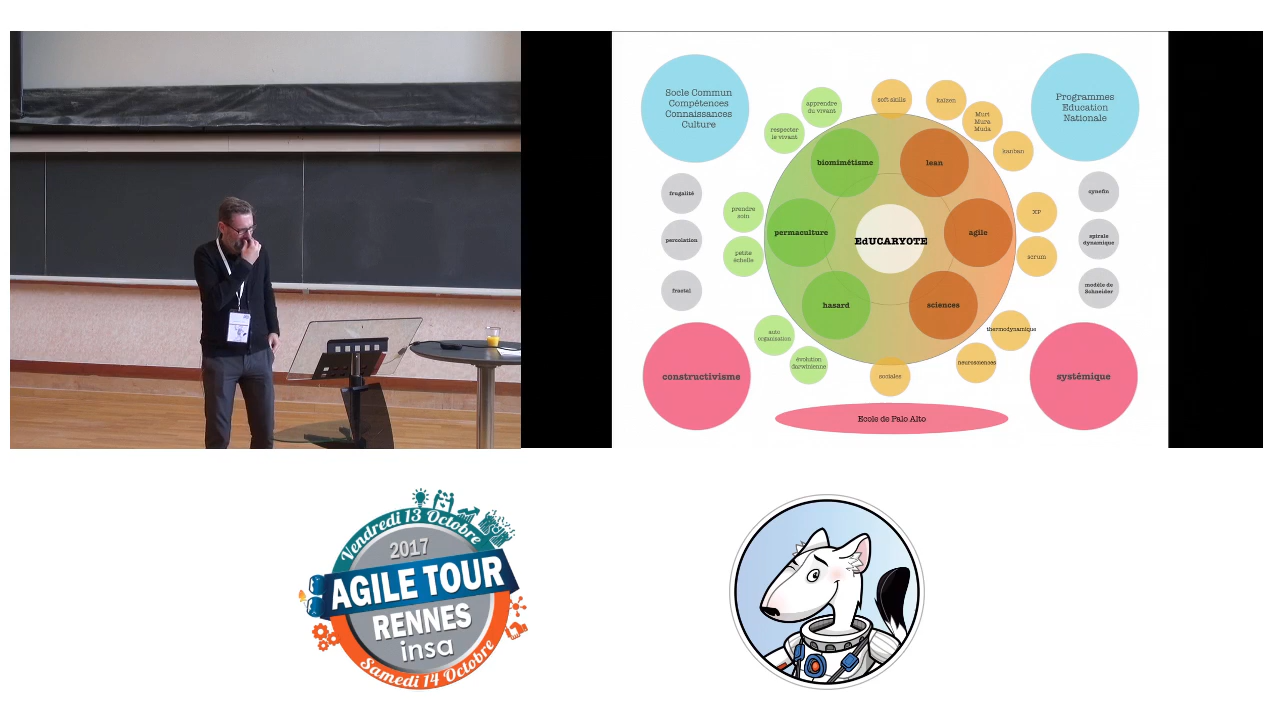 Socle Commun
Compétences
Connaissances
Culture
Programmes
Education
Nationale
apprendre
du vivant
respecter
le vivant
soft skills
kaizen
Muri
Mura
Muda
kanban
biomimétisme
lean
frugalité
percolation
fractal
prendre
soin
petite
échelle
permaculture
EdUCARYOTE
agile
XP
scrum
cynefin
spirale
dynamique
modèle de
Schneider
hasard
sciences
auto
organisation
évolution
darwinienne
sociales
neurosciences
thermodynamique
constructivisme
systémique
Ecole de Palo Alto
Vendredi 13 Octobre
2017
AGILE TOUR
RENNES
insa
Samedi 14 Octobre